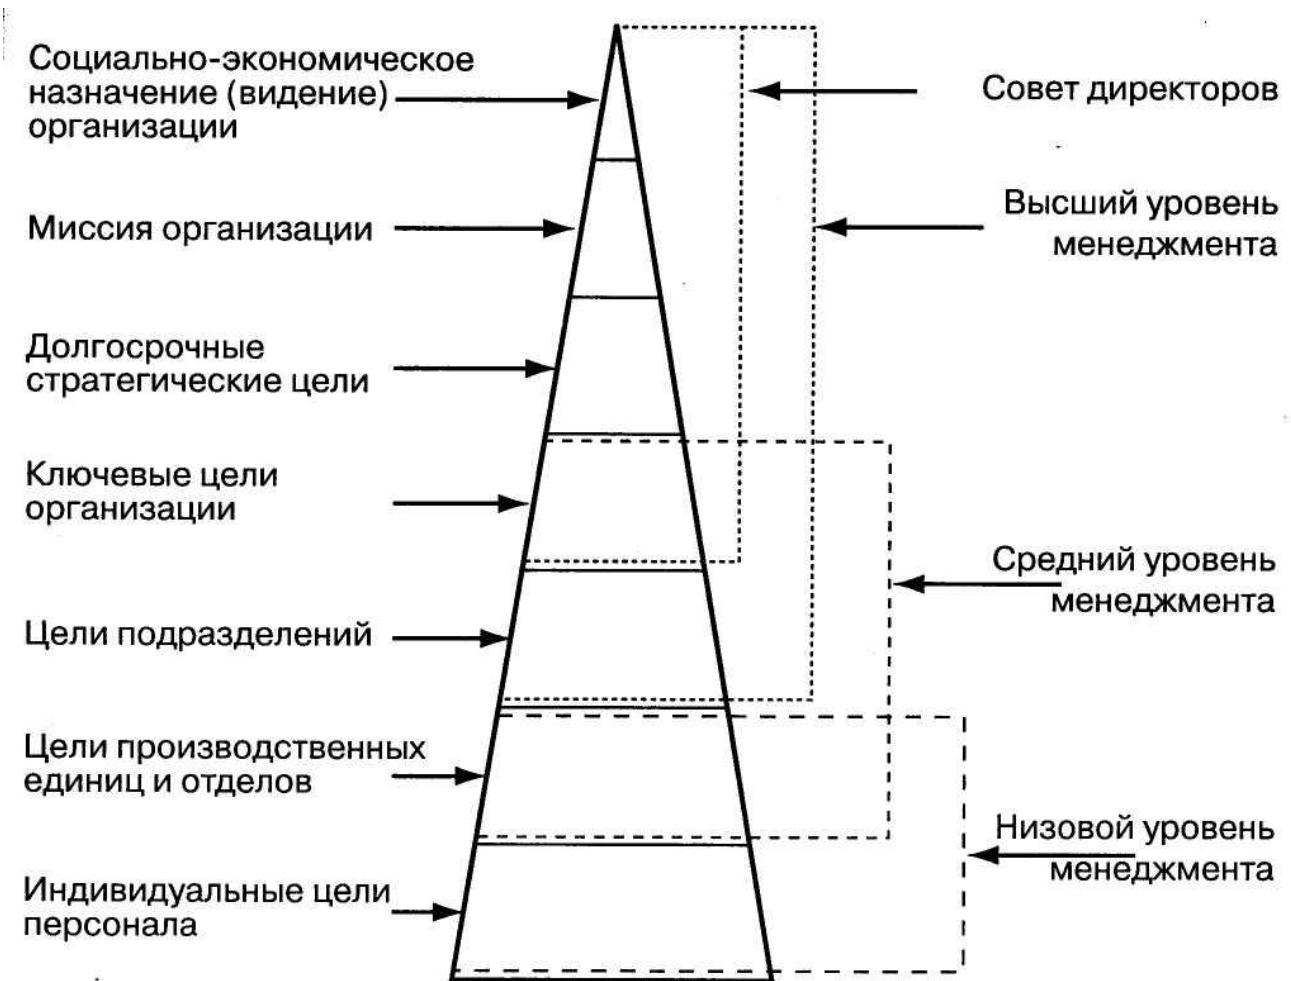 Социально-экономическое
назначение (видение)
организации
Миссия организации
Долгосрочные
стратегические цели
Ключевые цели
организации
Цели подразделений
Цели производственных
единиц и отделов
Индивидуальные цели
персонала
Совет директоров
Высший уровень
менеджмента
Средний уровень
менеджмента
Низовой уровень
менеджмента